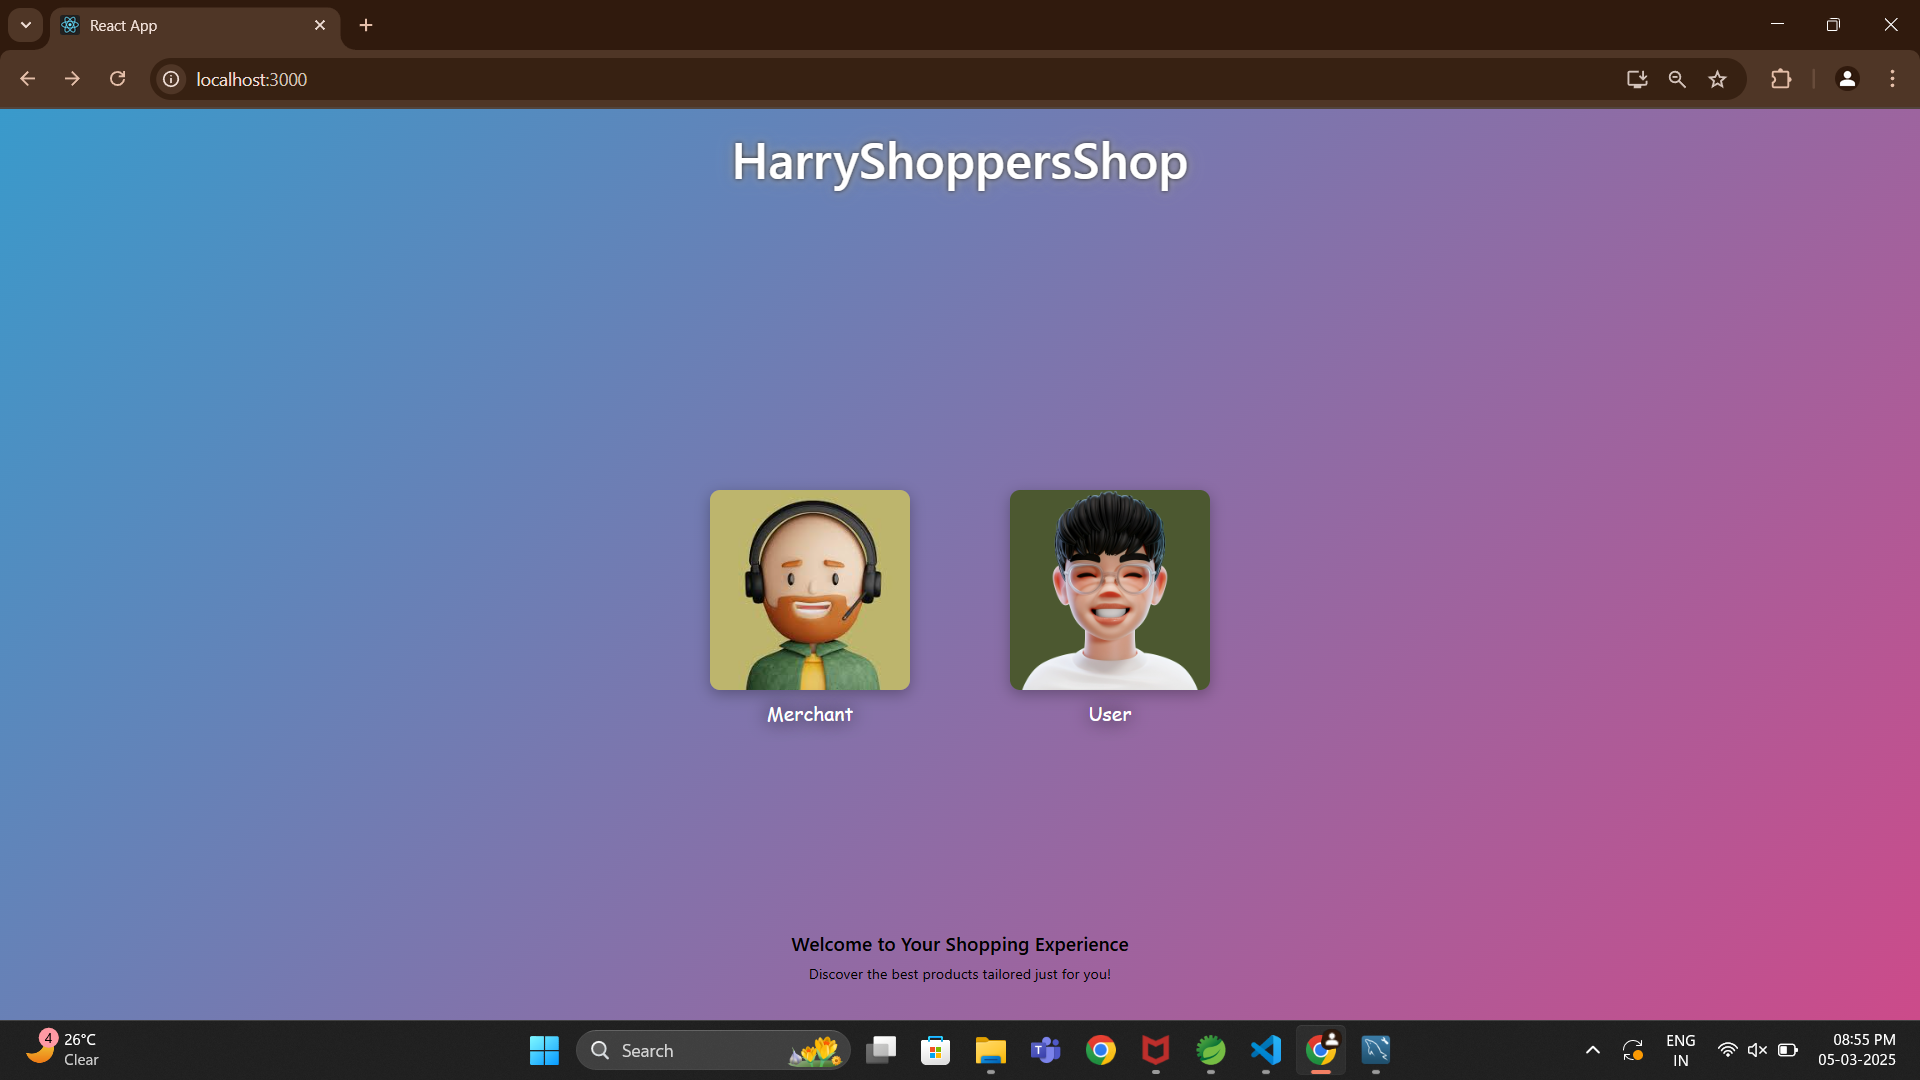 React App
localhost:3000
HarryShoppersShop
Merchant
User
Welcome to Your Shopping Experience
Discover the best products tailored just for you!
4
26°C
Clear
Search
T
ENG
IN
08:55 PM
05-03-2025